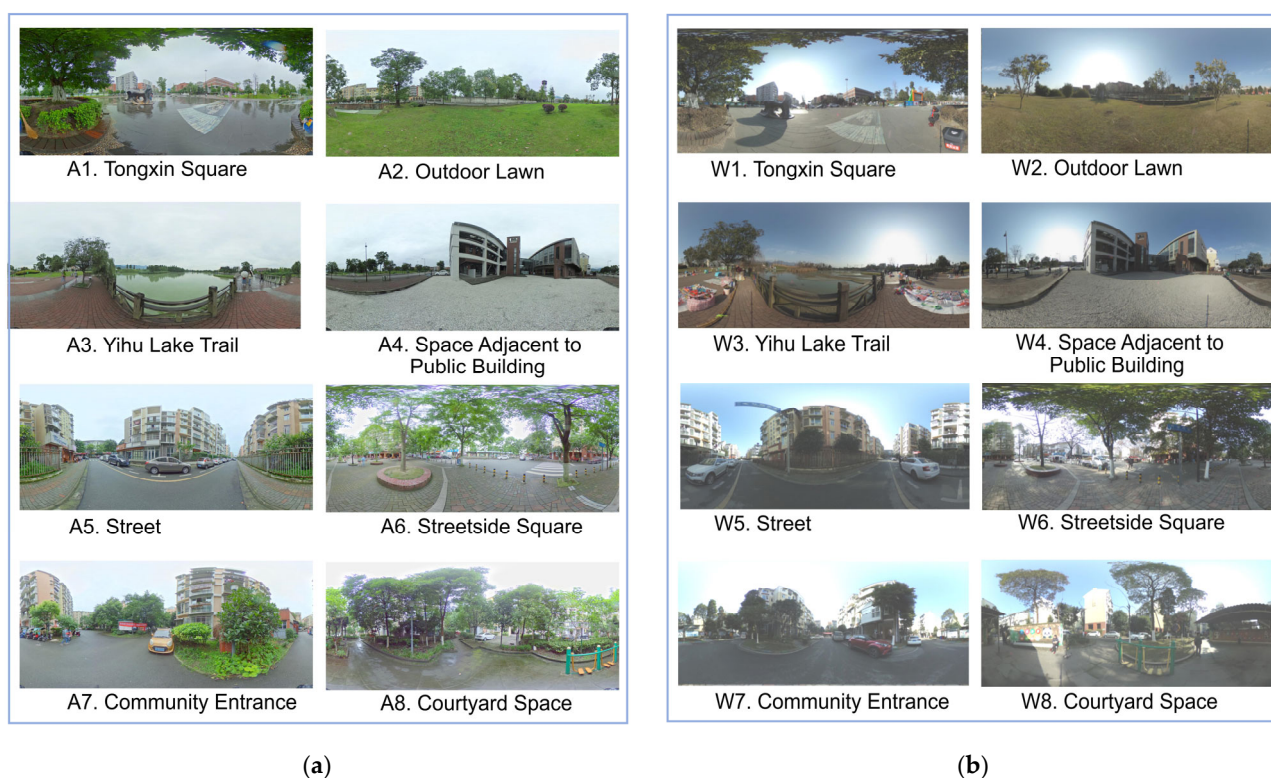 A1. Tongxin Square
A2. Outdoor Lawn
A3. Yihu Lake Trail
A4. Space Adjacent to
Public Building
A5. Street
A6. Streetside Square
A7. Community Entrance
A8. Courtyard Space
(a)
W1. Tongxin Square
W2. Outdoor Lawn
W3. Yihu Lake Trail
W4. Space Adjacent to
Public Building
W5. Street
W6. Streetside Square
W7. Community Entrance
W8. Courtyard Space
(b)